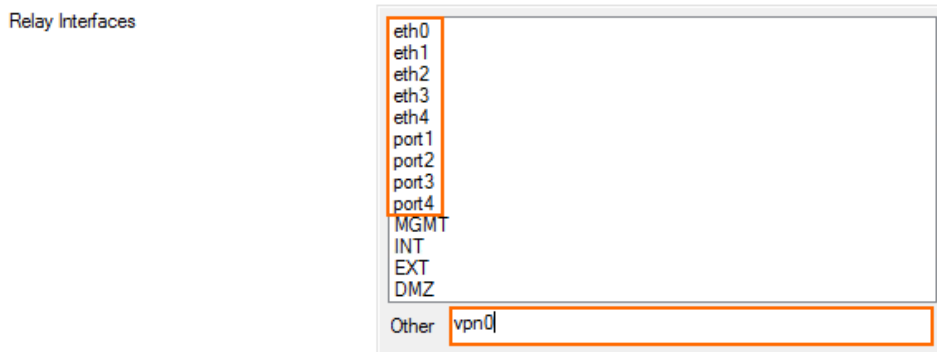 Relay Interfaces
eth0
eth1
eth2
eth3
eth4
port1
port2
port3
port4
MGMT
INT
EXT
DMZ
Other vpn0